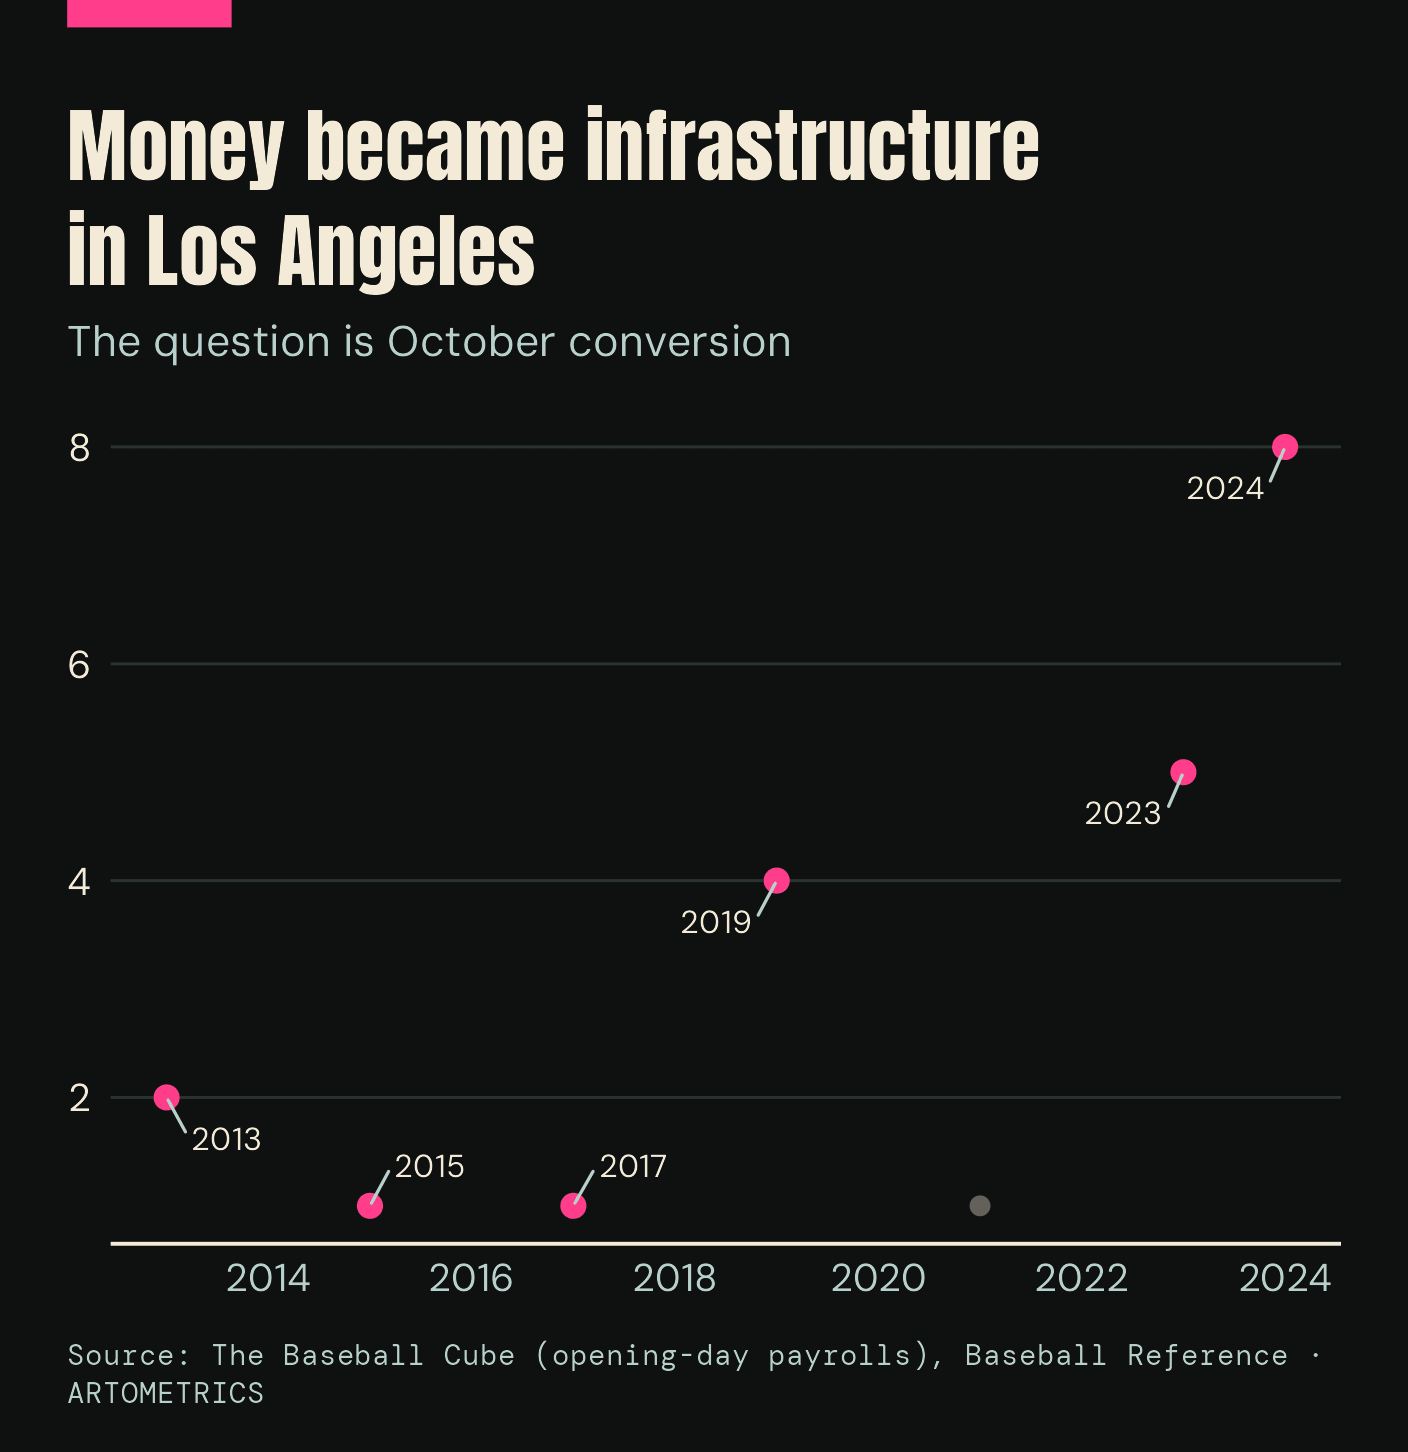 Money became infrastructure
in Los Angeles
The question is October conversion
8
2024
6
2023
4
2019
2
2013
2015
2017
2014 2016 2018 2020 2022 2024
Source: The Baseball Cube (opening-day payrolls), Baseball Reference ·
ARTOMETRICS